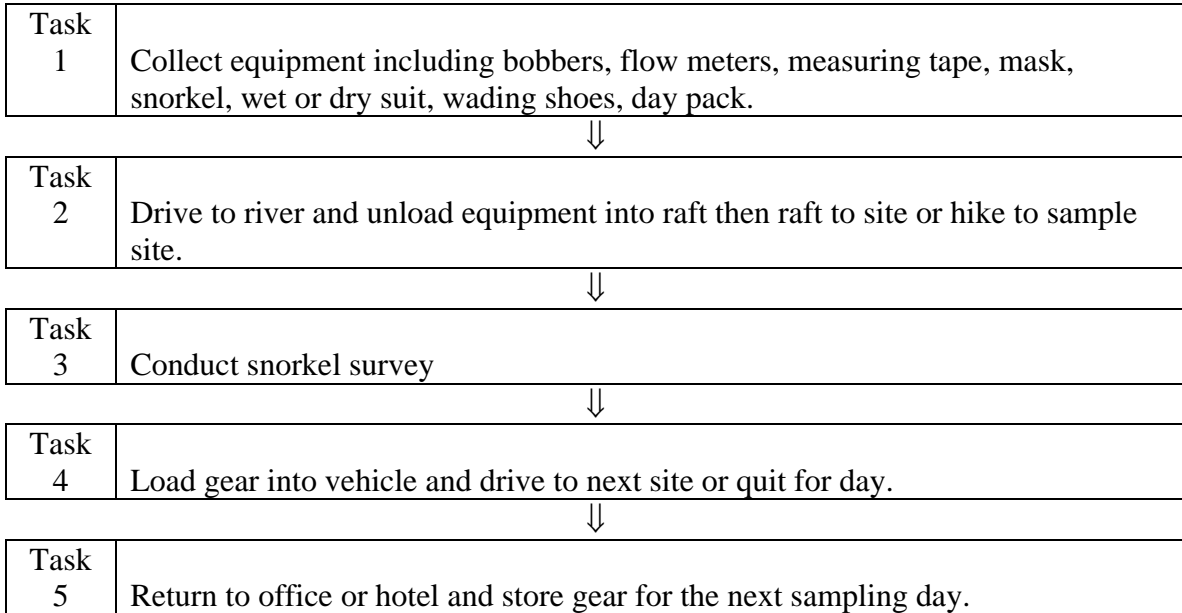 Task
1
Collect equipment including bobbers, flow meters, measuring tape, mask,
snorkel, wet or dry suit, wading shoes, day pack.
⇓
Task
2
Drive to river and unload equipment into raft then raft to site or hike to sample
site.
⇓
Task
3
Conduct snorkel survey
⇓
Task
4
Load gear into vehicle and drive to next site or quit for day.
⇓
Task
5
Return to office or hotel and store gear for the next sampling day.